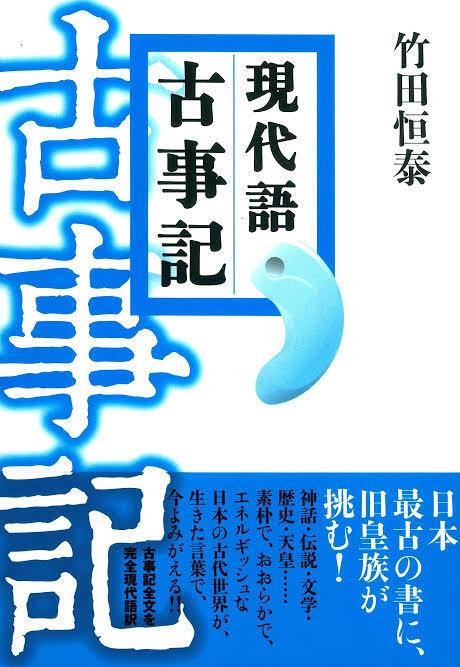 竹田恒泰
現代語
古事記
古事記
日本
最古の書に、
旧皇族が
挑む！
神話・伝説・文学・
歴史・天皇……
素朴で、おおらかで、
エネルギッシュな
日本の古代世界が、
生きた言葉で、
今よみがえる!!
古事記全文を
完全現代語訳